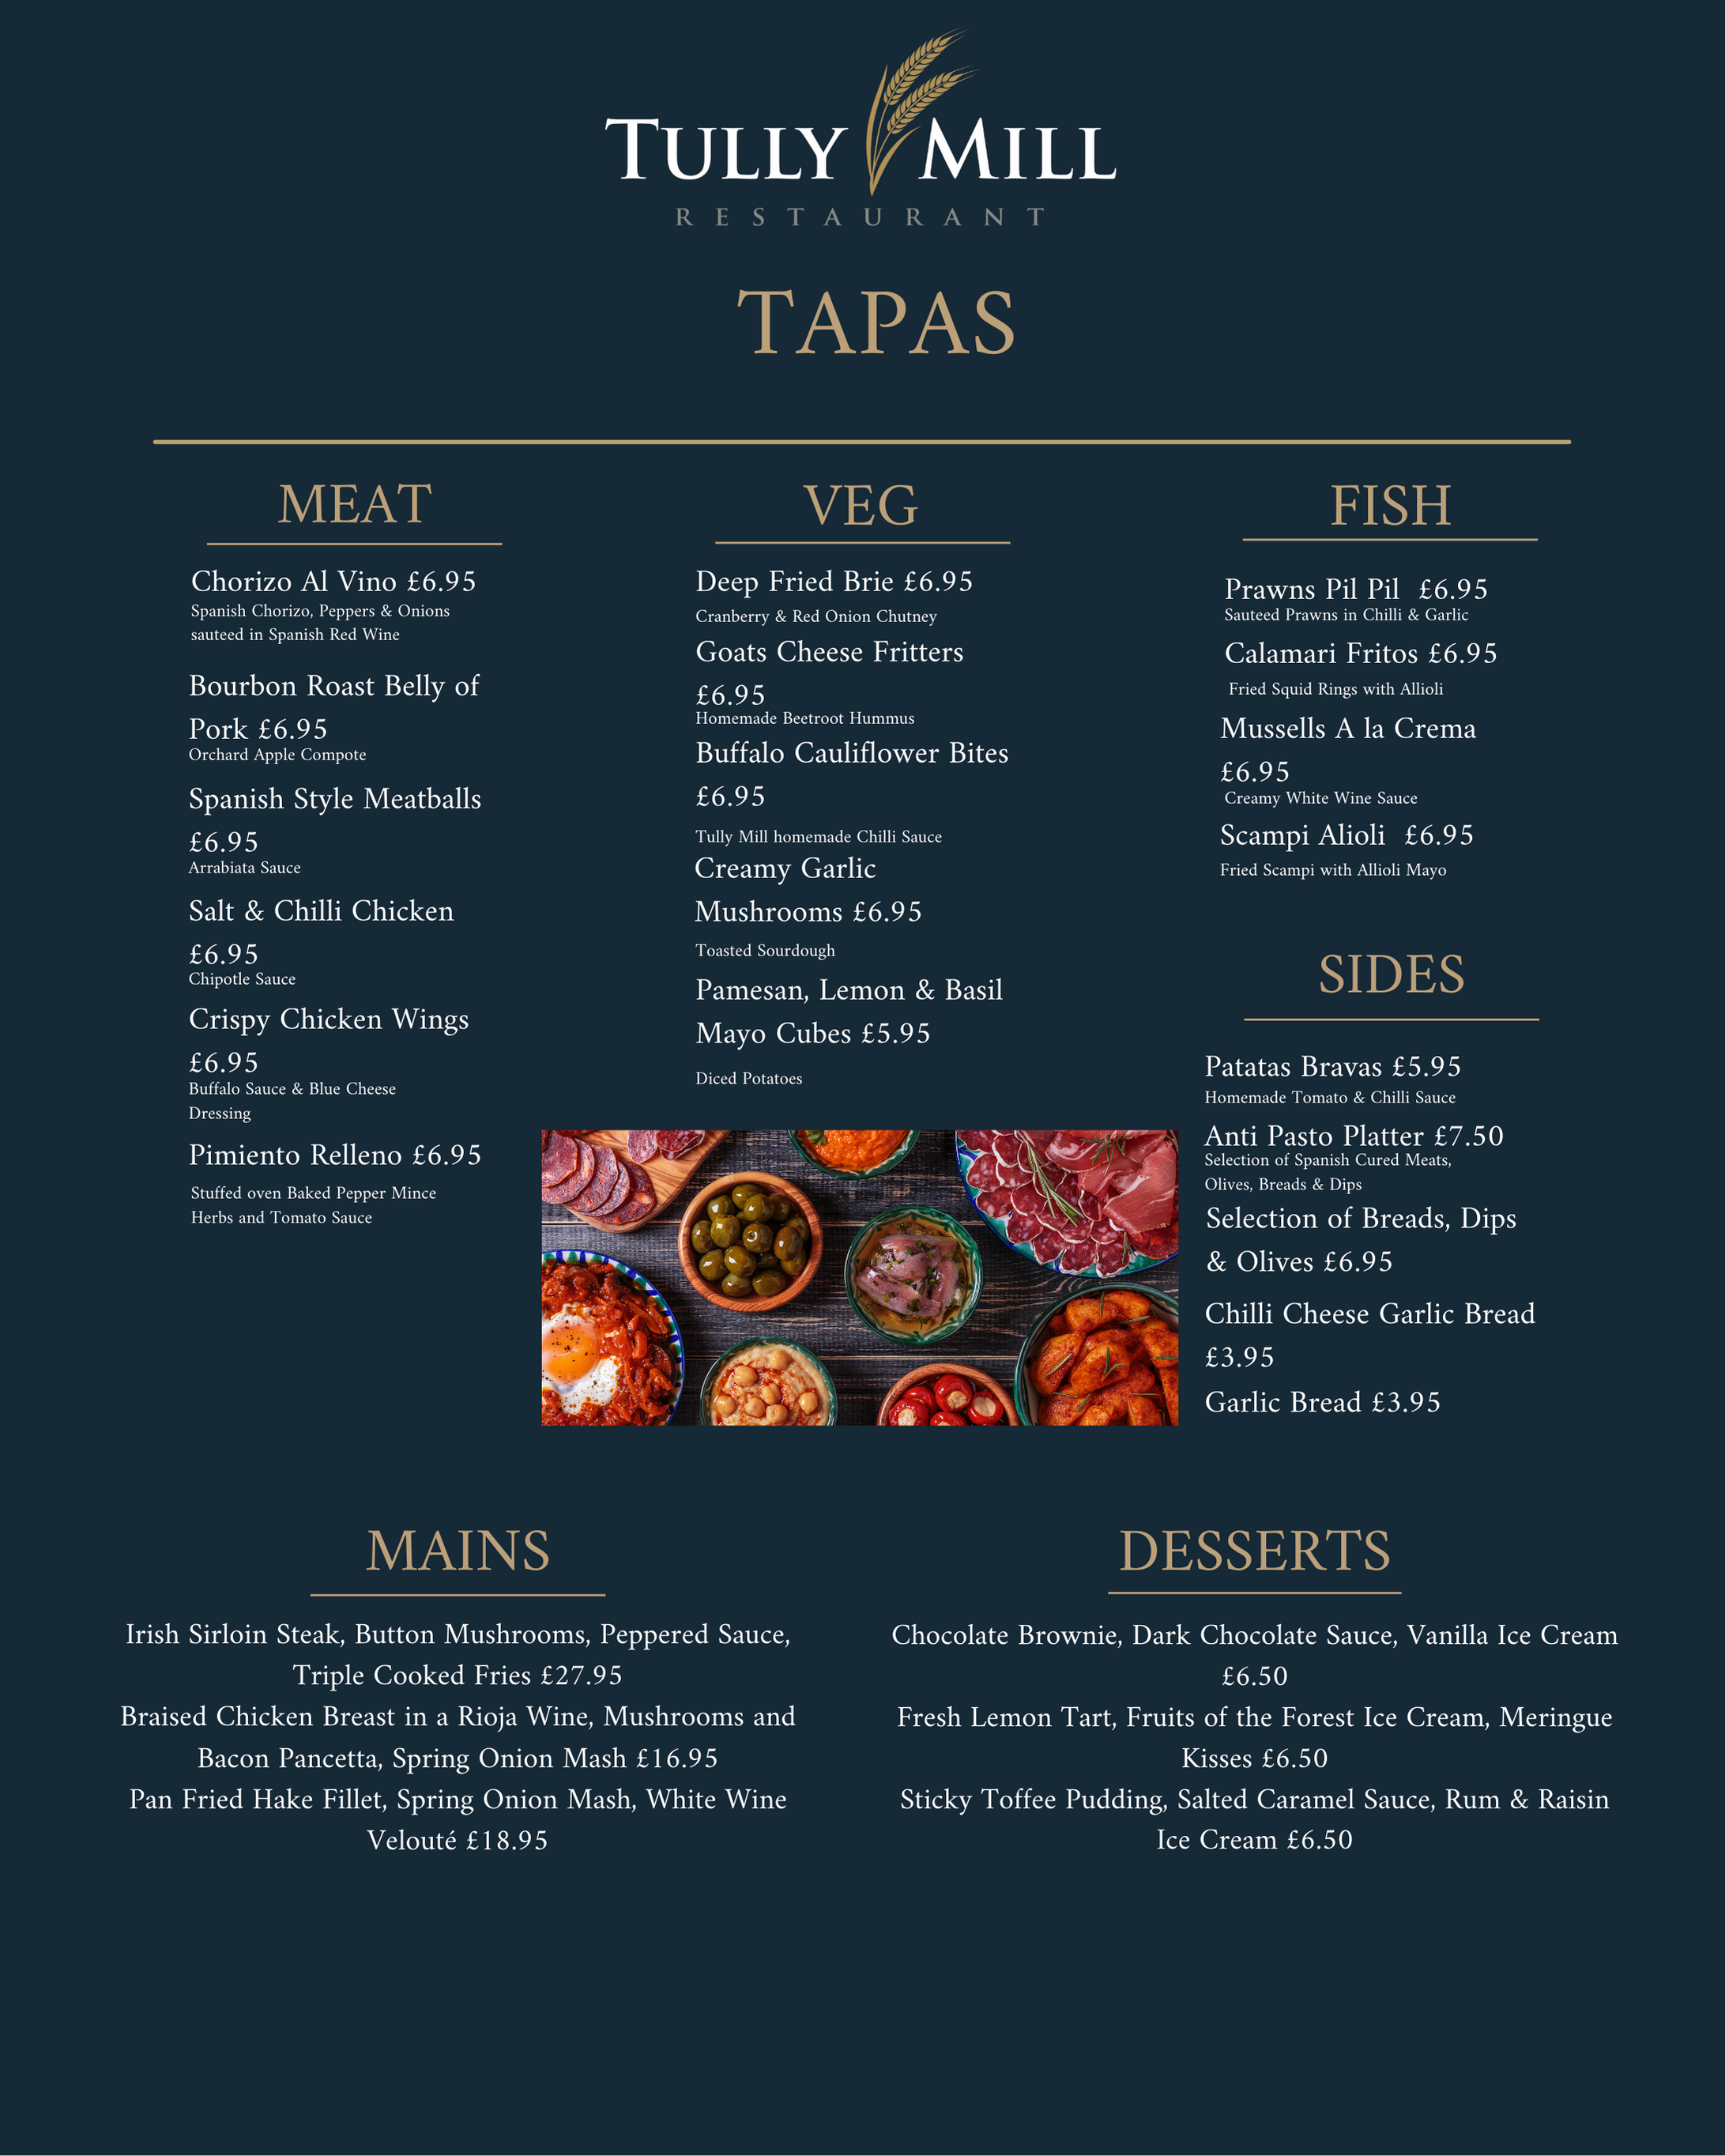 TULLY MILL
RESTAURANT
TAPAS
MEAT
Chorizo Al Vino £6.95
Spanish Chorizo, Peppers & Onions
sauteed in Spanish Red Wine
Bourbon Roast Belly of
Pork £6.95
Orchard Apple Compote
Spanish Style Meatballs
£6.95
Arrabiata Sauce
Salt & Chilli Chicken
£6.95
Chipotle Sauce
Crispy Chicken Wings
£6.95
Buffalo Sauce & Blue Cheese
Dressing
Pimiento Relleno £6.95
Stuffed oven Baked Pepper Mince
Herbs and Tomato Sauce
VEG
Deep Fried Brie £6.95
Cranberry & Red Onion Chutney
Goats Cheese Fritters
£6.95
Homemade Beetroot Hummus
Buffalo Cauliflower Bites
£6.95
Tully Mill homemade Chilli Sauce
Creamy Garlic
Mushrooms £6.95
Toasted Sourdough
Pamesan, Lemon & Basil
Mayo Cubes £5.95
Diced Potatoes
FISH
Prawns Pil Pil £6.95
Sauteed Prawns in Chilli & Garlic
Calamari Fritos £6.95
Fried Squid Rings with Allioli
Mussells A la Crema
£6.95
Creamy White Wine Sauce
Scampi Alioli £6.95
Fried Scampi with Allioli Mayo
SIDES
Patatas Bravas £5.95
Homemade Tomato & Chilli Sauce
Anti Pasto Platter £7.50
Selection of Spanish Cured Meats,
Olives, Breads & Dips
Selection of Breads, Dips
& Olives £6.95
Chilli Cheese Garlic Bread
£3.95
Garlic Bread £3.95
MAINS
Irish Sirloin Steak, Button Mushrooms, Peppered Sauce,
Triple Cooked Fries £27.95
Braised Chicken Breast in a Rioja Wine, Mushrooms and
Bacon Pancetta, Spring Onion Mash £16.95
Pan Fried Hake Fillet, Spring Onion Mash, White Wine
Velouté £18.95
DESSERTS
Chocolate Brownie, Dark Chocolate Sauce, Vanilla Ice Cream
£6.50
Fresh Lemon Tart, Fruits of the Forest Ice Cream, Meringue
Kisses £6.50
Sticky Toffee Pudding, Salted Caramel Sauce, Rum & Raisin
Ice Cream £6.50